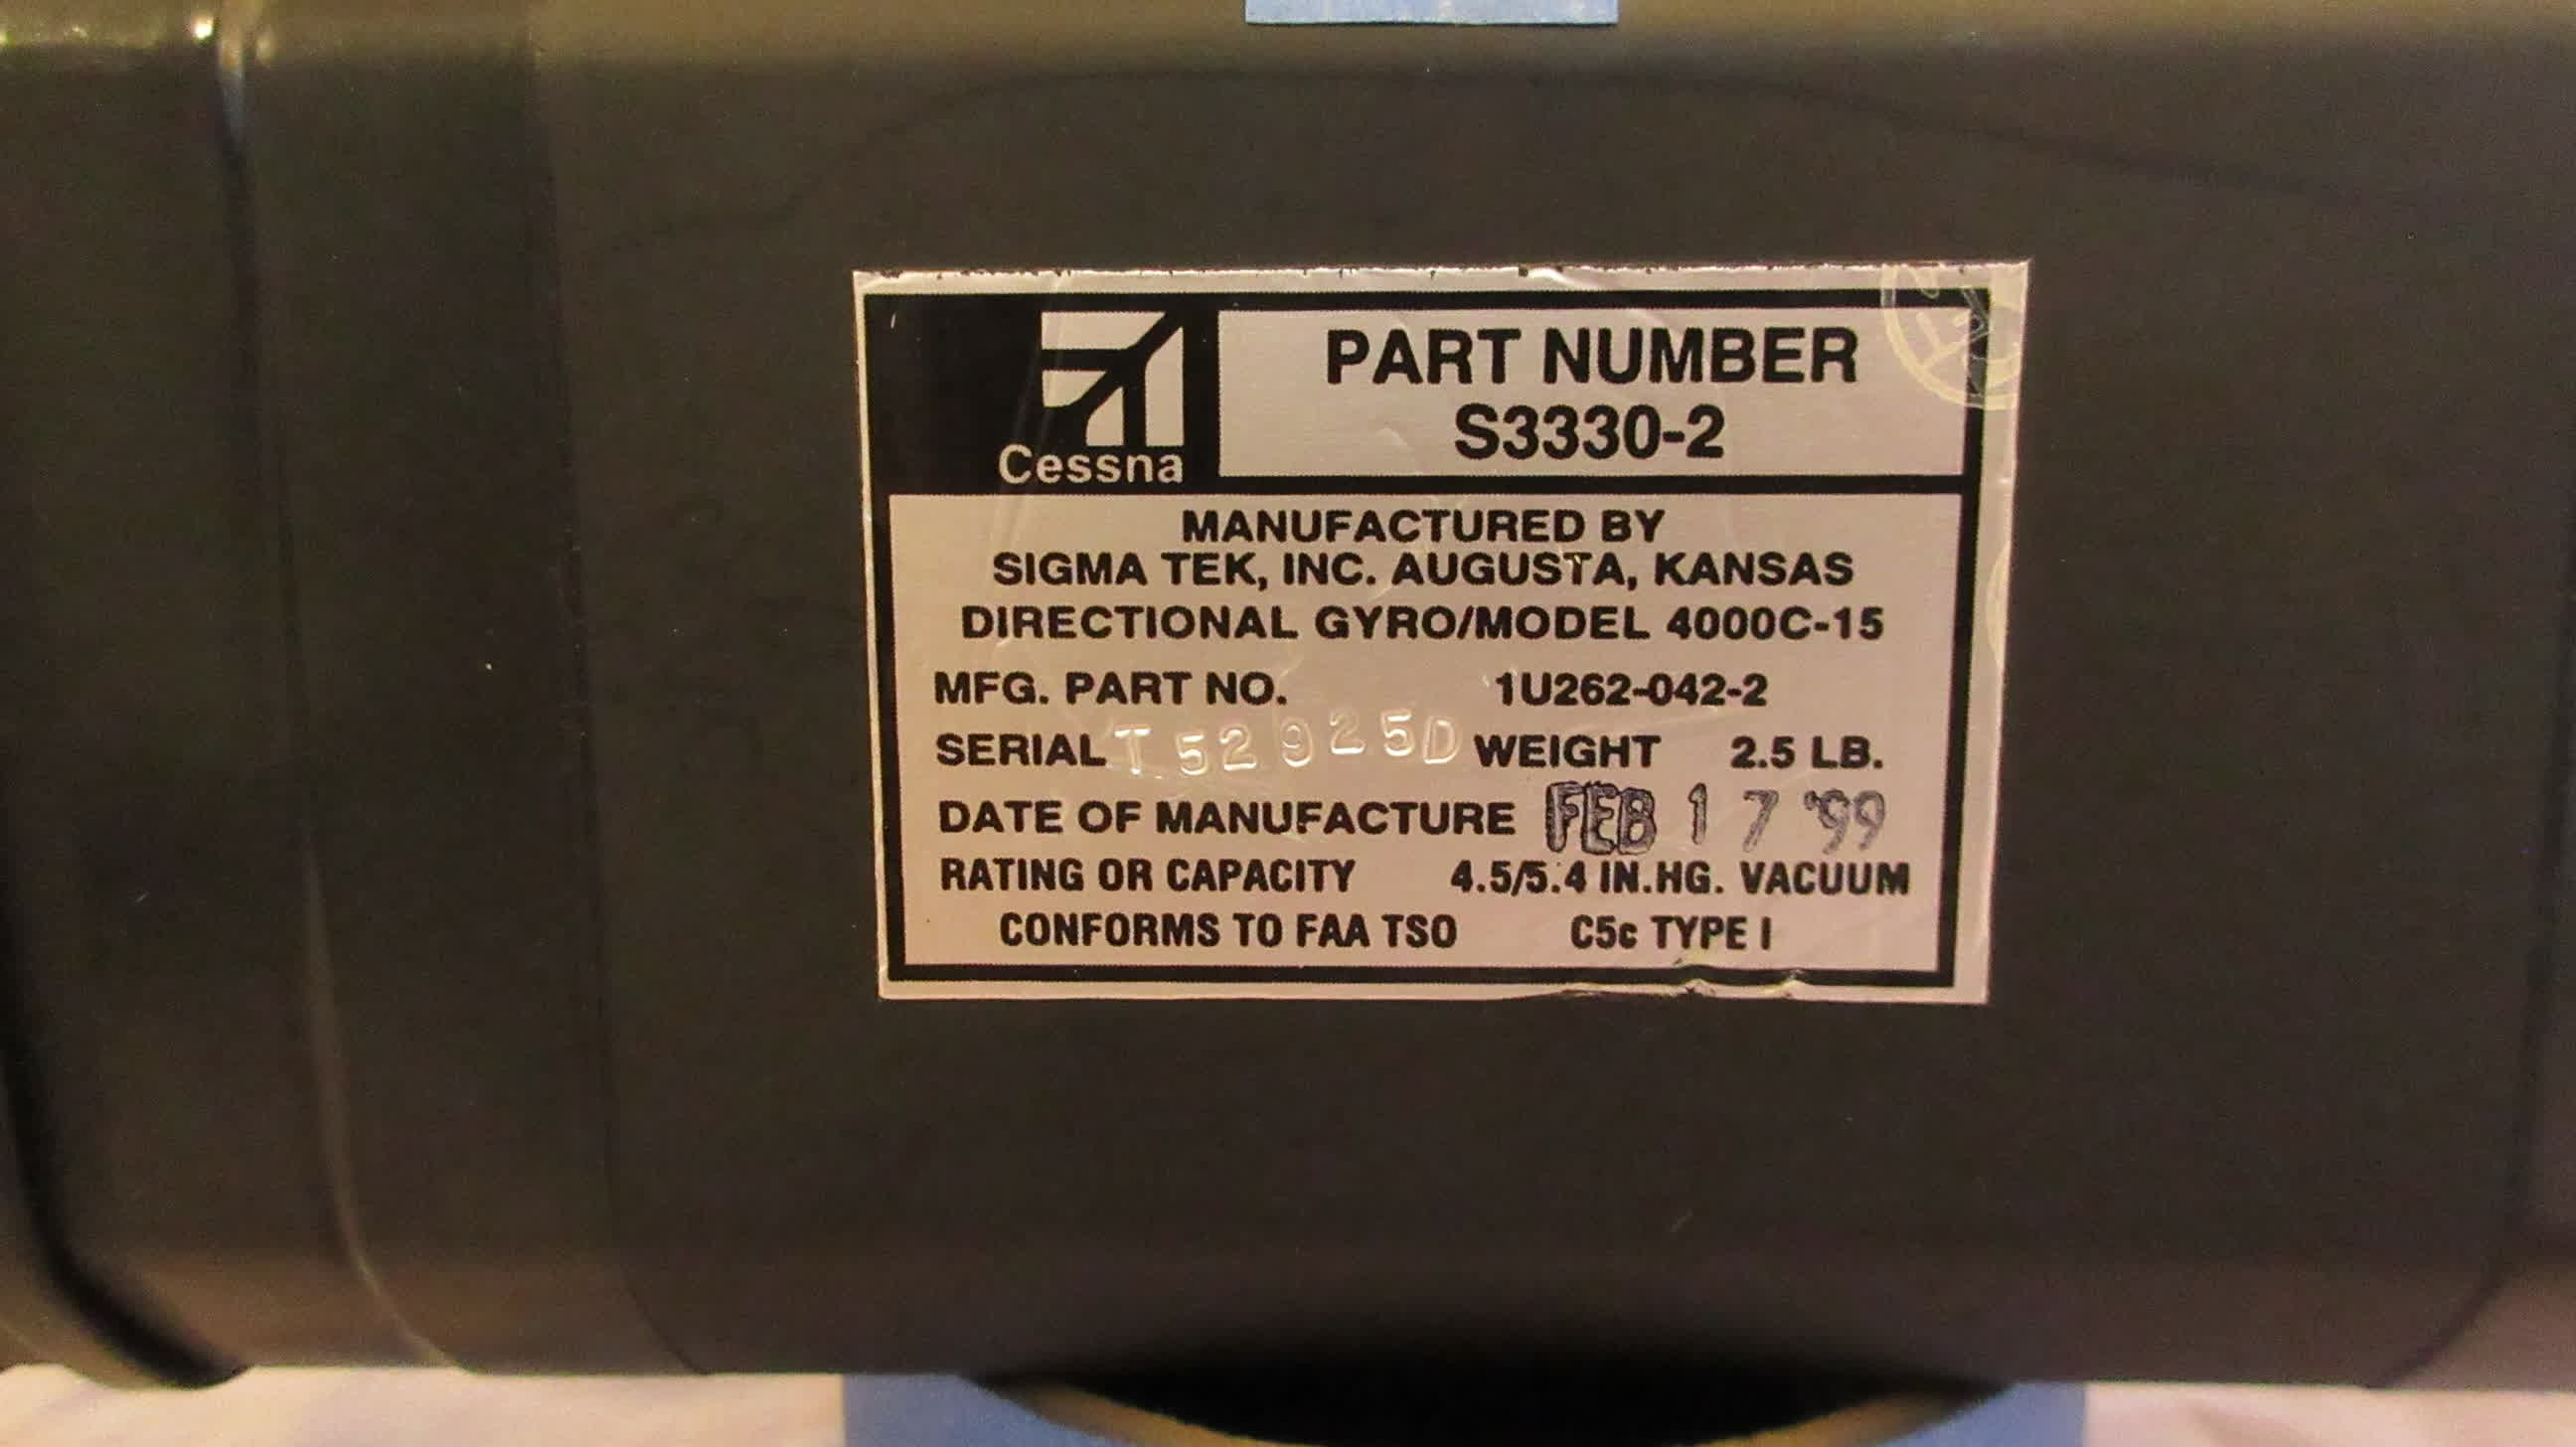 PART NUMBER
S3330-2
Cessna
MANUFACTURED BY
SIGMA TEK, INC. AUGUSTA, KANSAS
DIRECTIONAL GYRO/MODEL 4000C-15
MFG. PART NO. 1U262-042-2
SERIAL T52925D WEIGHT 2.5 LB.
DATE OF MANUFACTURE FEB 17 '99
RATING OR CAPACITY 4.5/5.4 IN.HG. VACUUM
CONFORMS TO FAA TSO C5c TYPE I